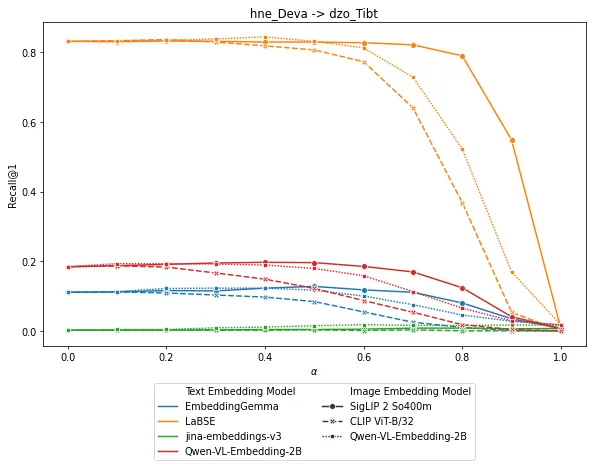 hne_Deva -> dzo_Tibt
Recall@1
0.8
0.6
0.4
0.2
0.0
0.0 0.2 0.4 0.6 0.8 1.0
α
Text Embedding Model Image Embedding Model
EmbeddingGemma SigLIP 2 So400m
LaBSE CLIP ViT-B/32
jina-embeddings-v3 Qwen-VL-Embedding-2B
Qwen-VL-Embedding-2B